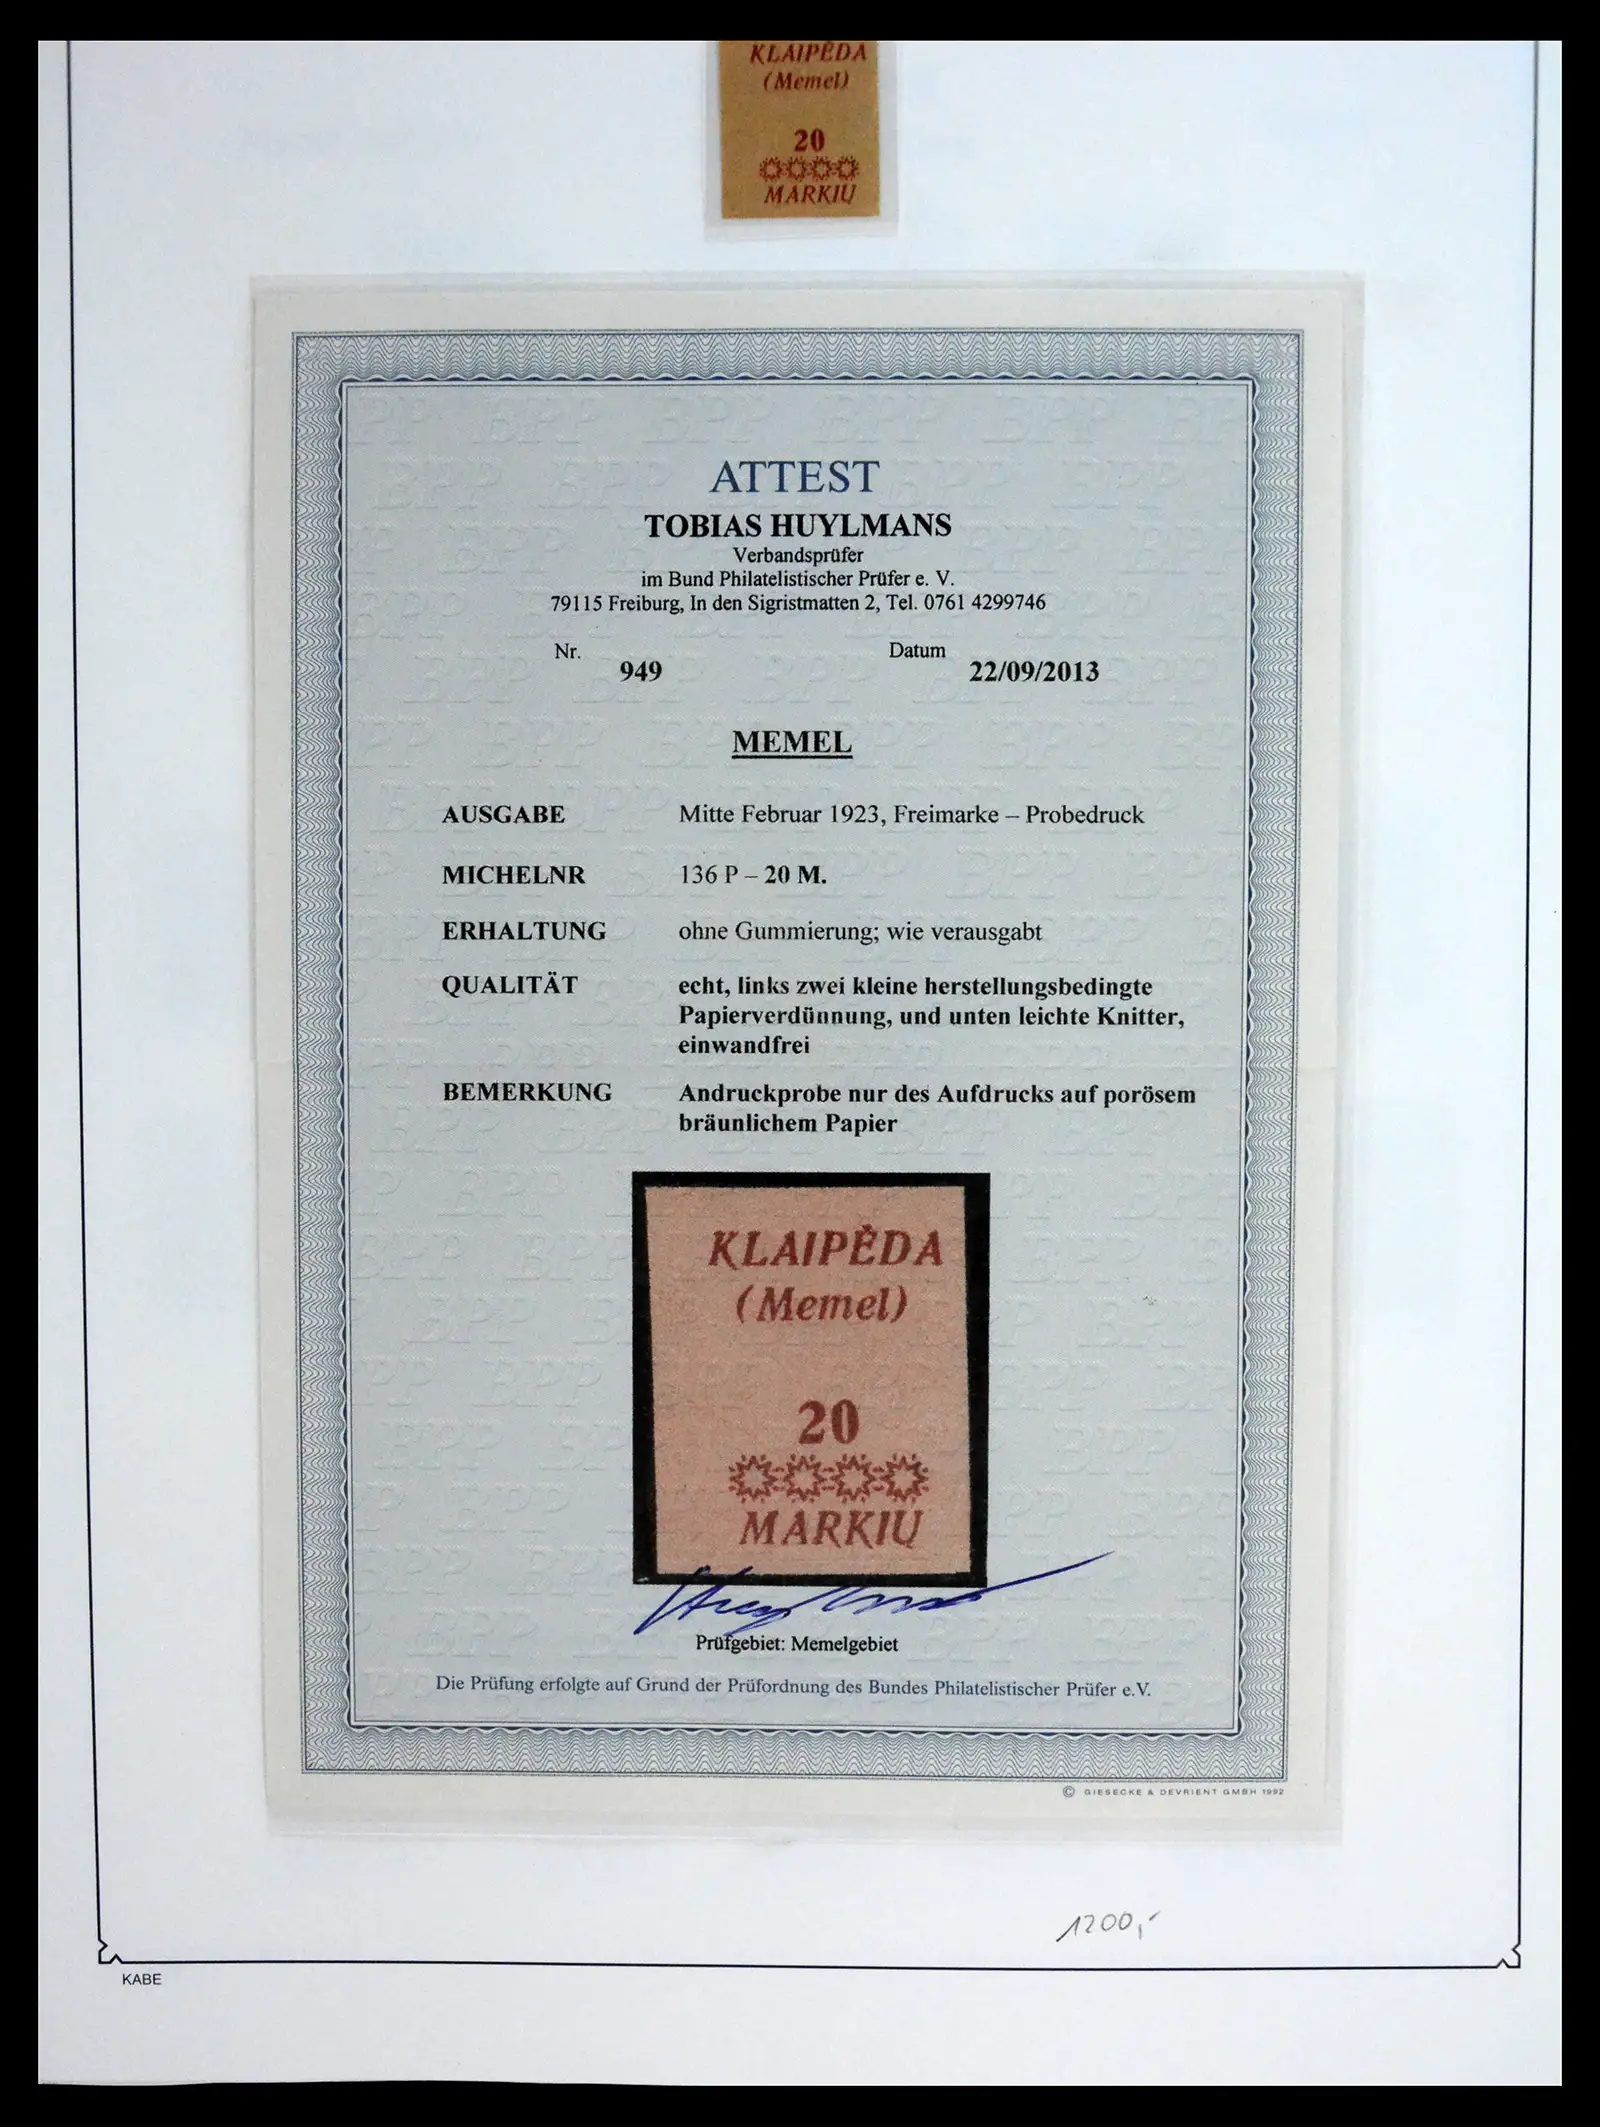 KLAIPĖDA
(Memel)
20
MARKIŲ
ATTEST
TOBIAS HUYLMANS
Verbandsprüfer
im Bund Philatelistischer Prüfer e. V.
79115 Freiburg, In den Sigristmatten 2, Tel. 0761 4299746
Nr. 949 Datum 22/09/2013
MEMEL
AUSGABE Mitte Februar 1923, Freimarke – Probedruck
MICHELNR 136 P – 20 M.
ERHALTUNG ohne Gummierung; wie verausgabt
QUALITÄT echt, links zwei kleine herstellungsbedingte
Papierverdünnung, und unten leichte Knitter,
einwandfrei
BEMERKUNG Andruckprobe nur des Aufdrucks auf porösem
bräunlichem Papier
KLAIPĖDA
(Memel)
20
MARKIŲ
Prüfgebiet: Memelgebiet
Die Prüfung erfolgte auf Grund der Prüfordnung des Bundes Philatelistischer Prüfer e.V.
© GIESECKE & DEVRIENT GMBH 1992
1200,-
KABE